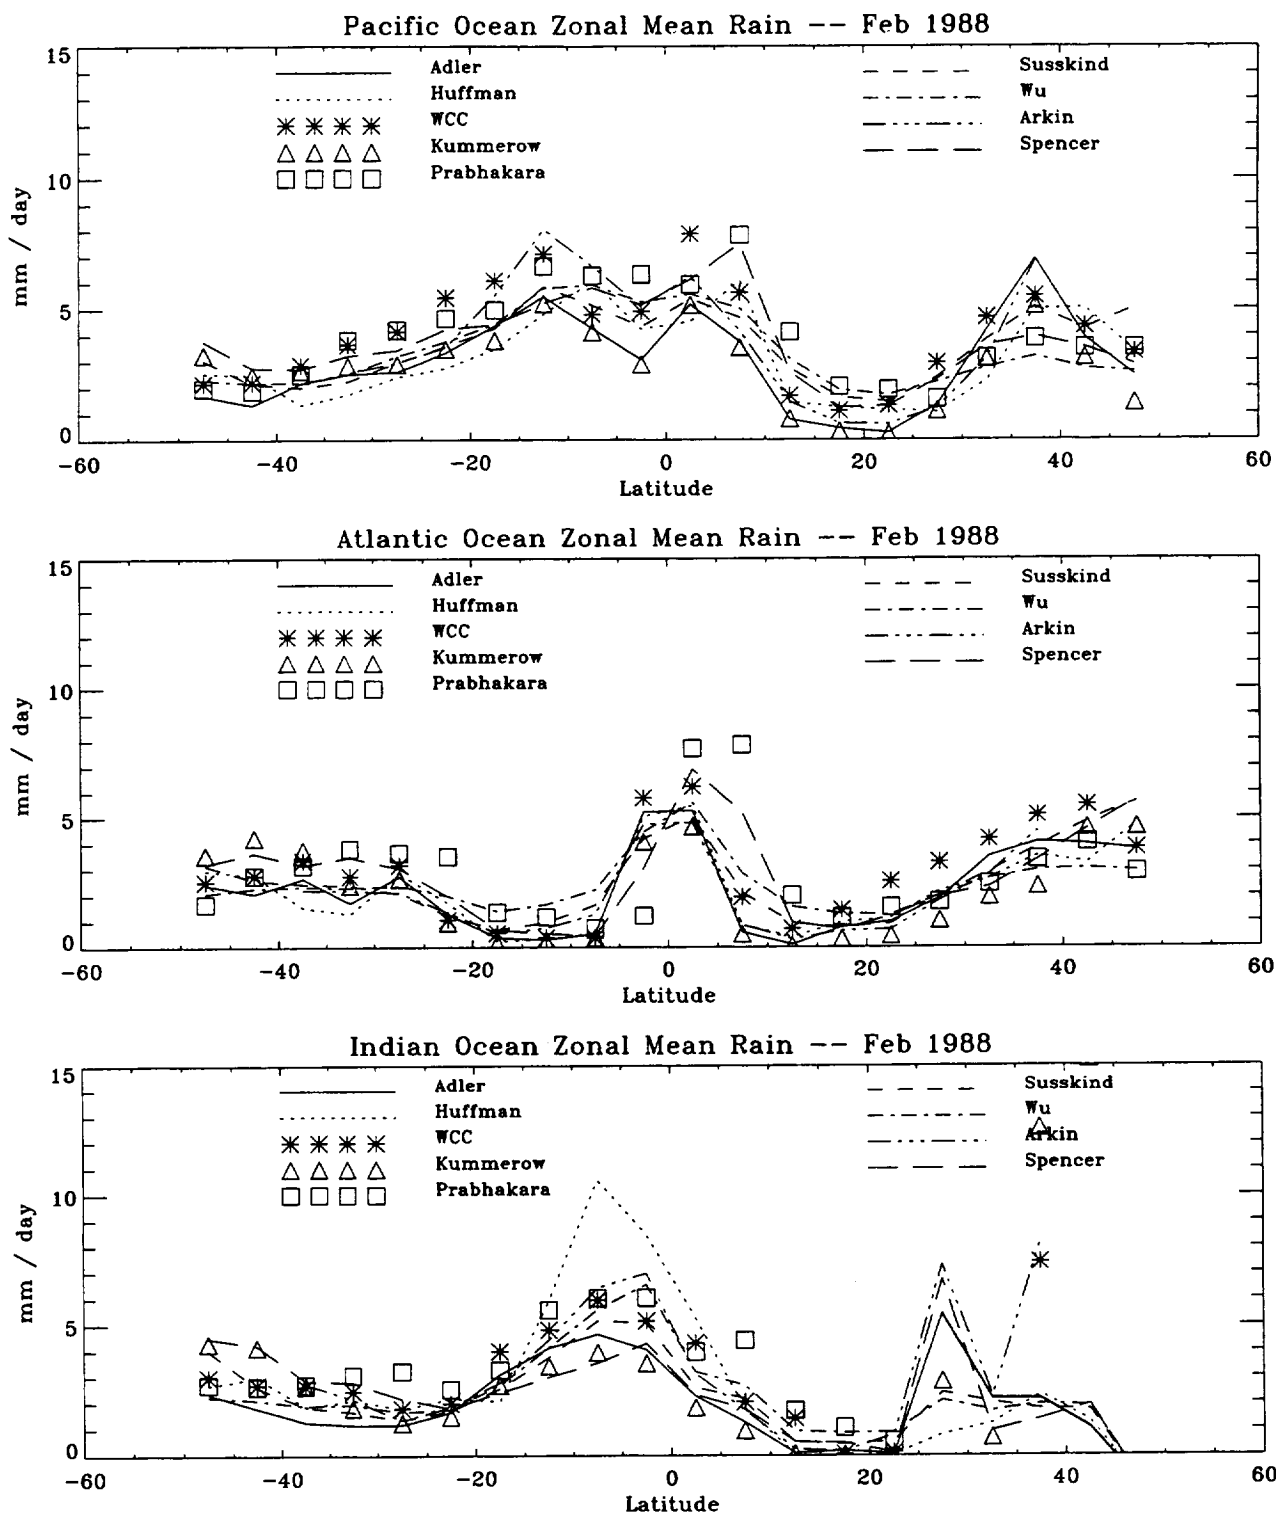 Pacific Ocean Zonal Mean Rain -- Feb 1988
15
10
5
0
mm / day
Adler
Huffman
WCC
Kummerow
Prabhakara
Susskind
Wu
Arkin
Spencer
-60 -40 -20 0 20 40 60
Latitude
Atlantic Ocean Zonal Mean Rain -- Feb 1988
15
10
5
0
mm / day
Adler
Huffman
WCC
Kummerow
Prabhakara
Susskind
Wu
Arkin
Spencer
-60 -40 -20 0 20 40 60
Latitude
Indian Ocean Zonal Mean Rain -- Feb 1988
15
10
5
0
mm / day
Adler
Huffman
WCC
Kummerow
Prabhakara
Susskind
Wu
Arkin
Spencer
-60 -40 -20 0 20 40 60
Latitude